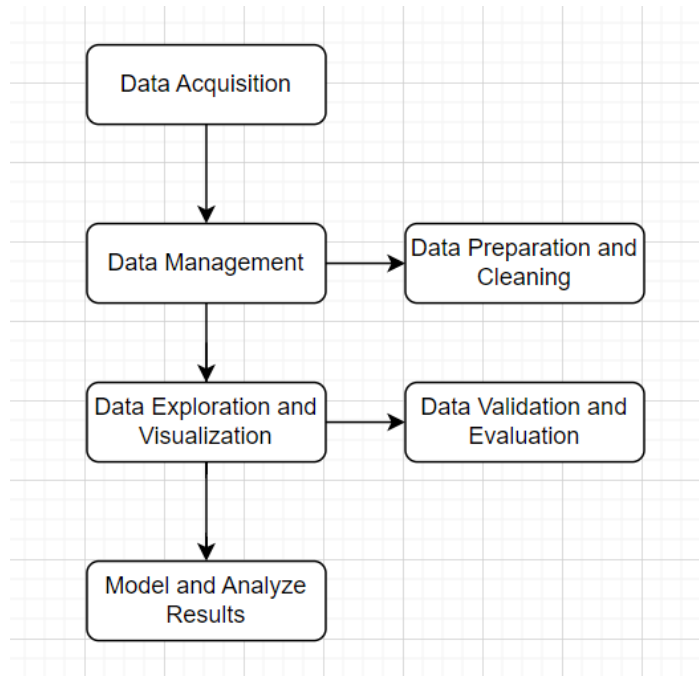 Data Acquisition
Data Management
Data Preparation and
Cleaning
Data Exploration and
Visualization
Data Validation and
Evaluation
Model and Analyze
Results